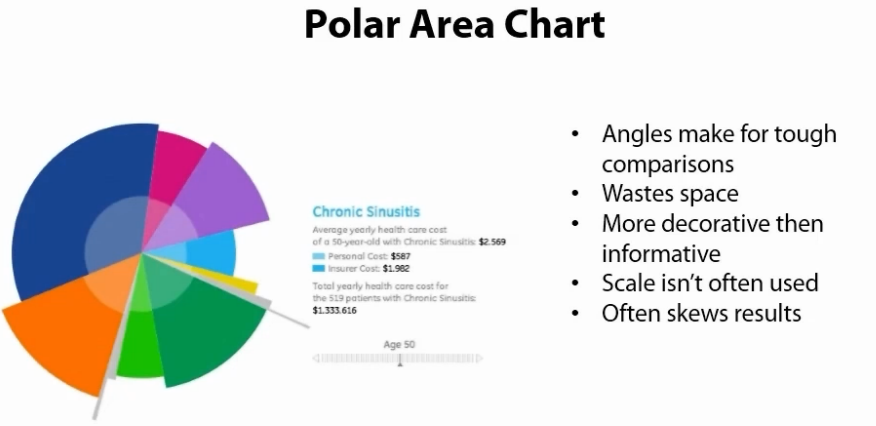 Polar Area Chart
Chronic Sinusitis
Average yearly health care cost
of a 50-year-old with Chronic Sinusitis: $2.569
Personal Cost: $587
Insurer Cost: $1.982
Total yearly health care cost for
the 519 patients with Chronic Sinusitis:
$1.333.616
Age 50
• Angles make for tough
comparisons
• Wastes space
• More decorative then
informative
• Scale isn't often used
• Often skews results